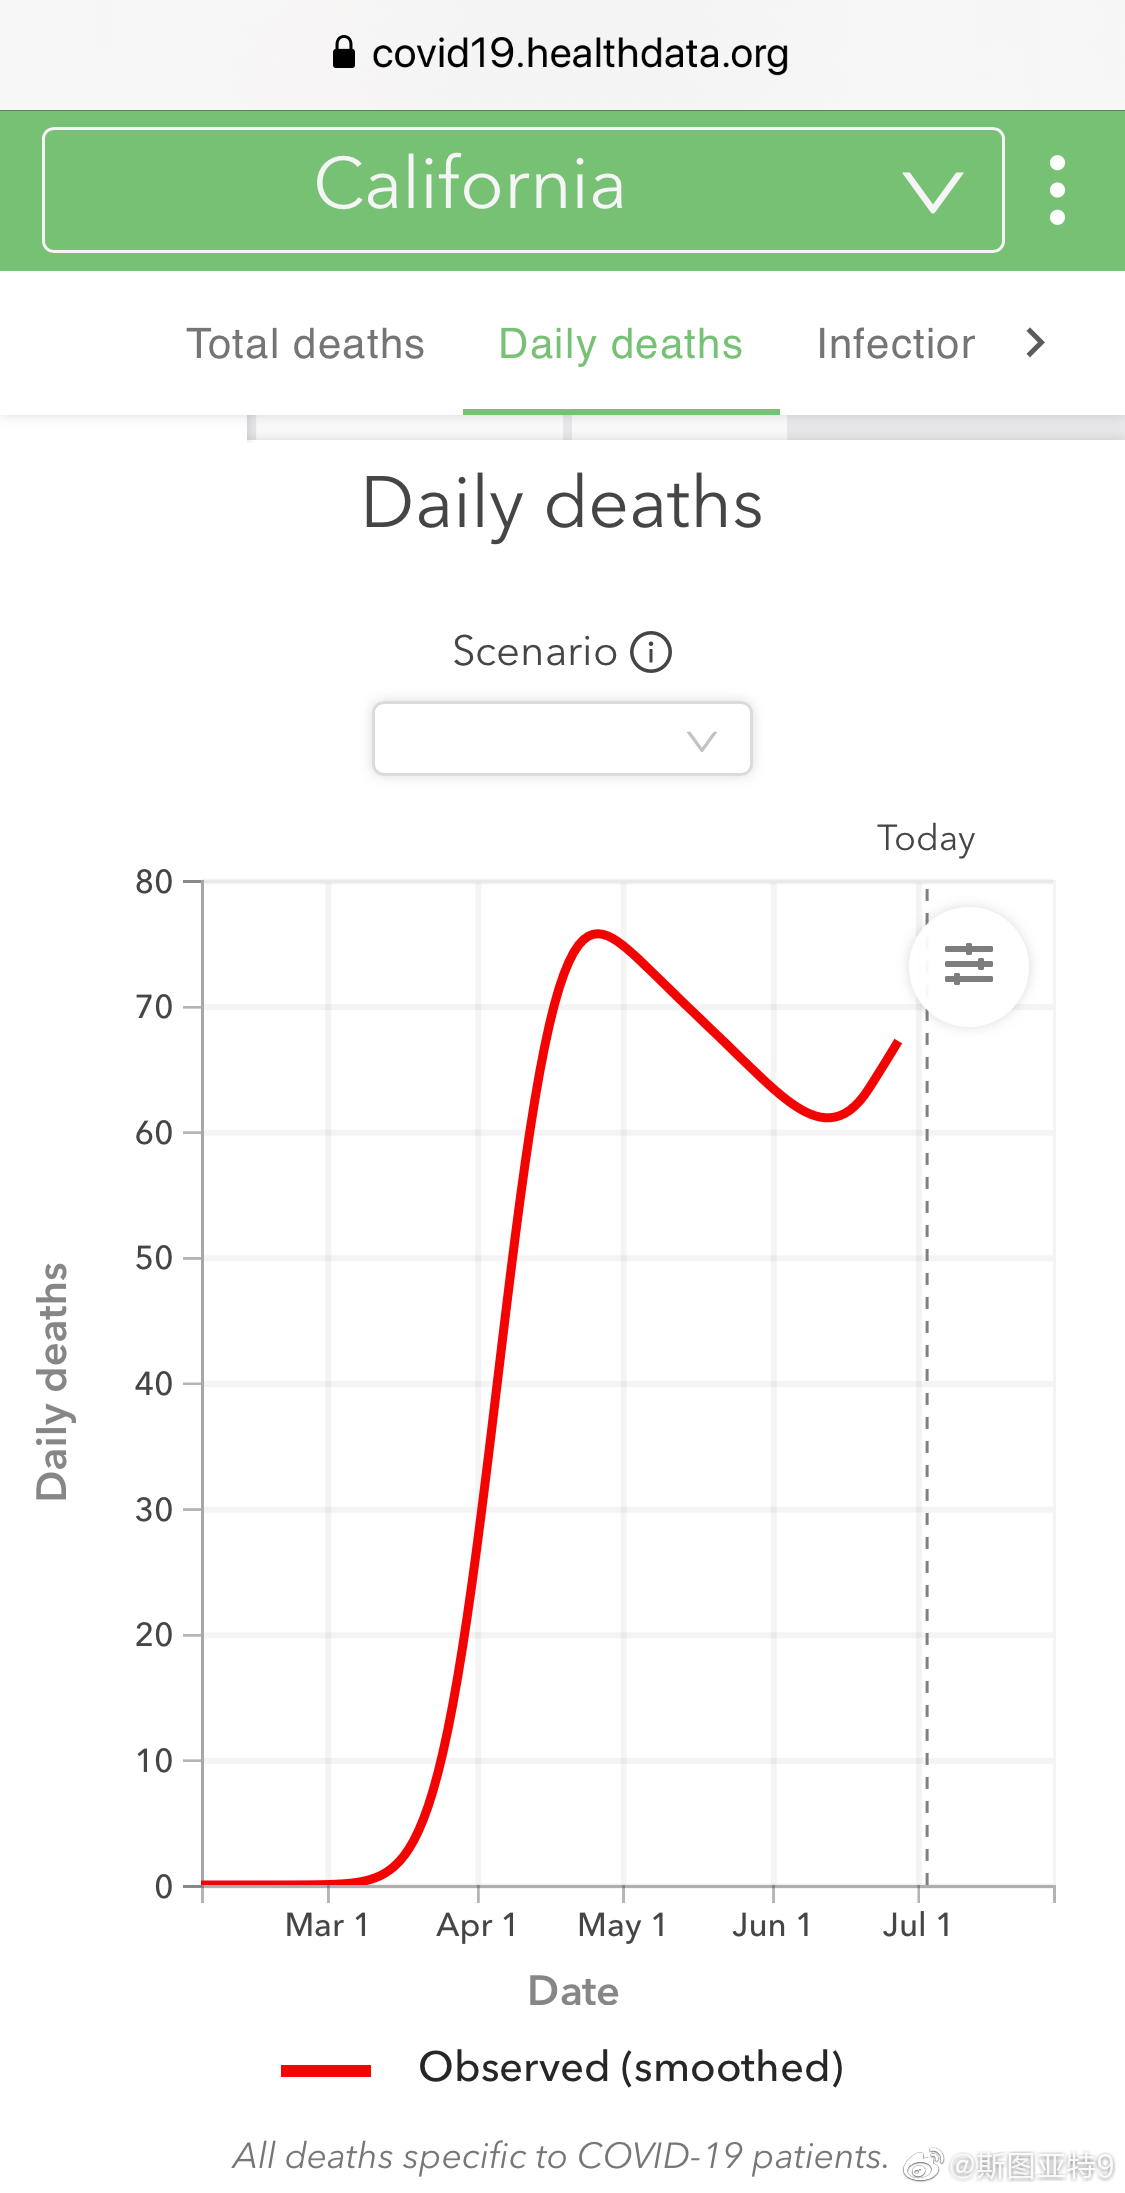 covid19.healthdata.org
California
Total deaths
Daily deaths
Infectior
Daily deaths
Scenario
Today
80
70
60
50
40
30
20
10
0
Daily deaths
Mar 1
Apr 1
May 1
Jun 1
Jul 1
Date
Observed (smoothed)
All deaths specific to COVID-19 patients.
@斯图亚特9